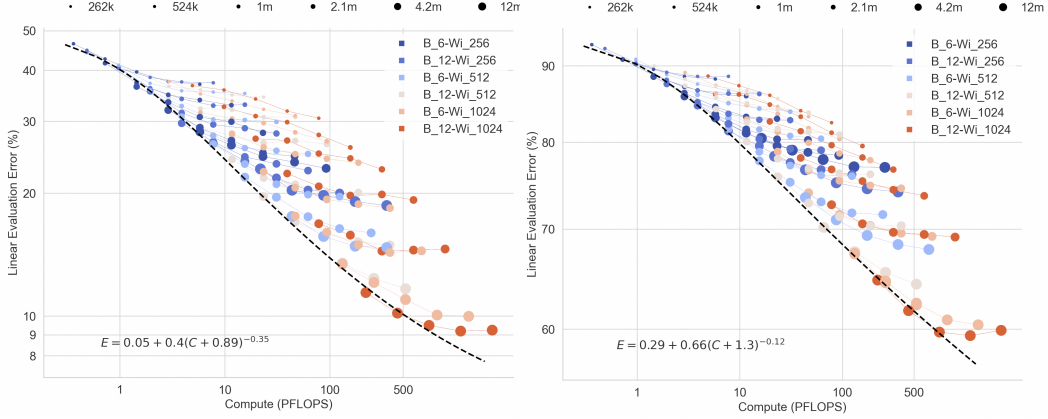 262k 524k 1m 2.1m 4.2m 12m
50
40
30
20
10
9
8
Linear Evaluation Error (%)
B_6-Wi_256
B_12-Wi_256
B_6-Wi_512
B_12-Wi_512
B_6-Wi_1024
B_12-Wi_1024
E = 0.05 + 0.4(C + 0.89)^−0.35
1 10 100 500
Compute (PFLOPS)
262k 524k 1m 2.1m 4.2m 12m
90
80
70
60
Linear Evaluation Error (%)
B_6-Wi_256
B_12-Wi_256
B_6-Wi_512
B_12-Wi_512
B_6-Wi_1024
B_12-Wi_1024
E = 0.29 + 0.66(C + 1.3)^−0.12
1 10 100 500
Compute (PFLOPS)